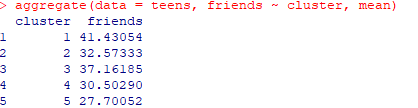 > aggregate(data = teens, friends ~ cluster, mean)
cluster friends
1 1 41.43054
2 2 32.57333
3 3 37.16185
4 4 30.50290
5 5 27.70052